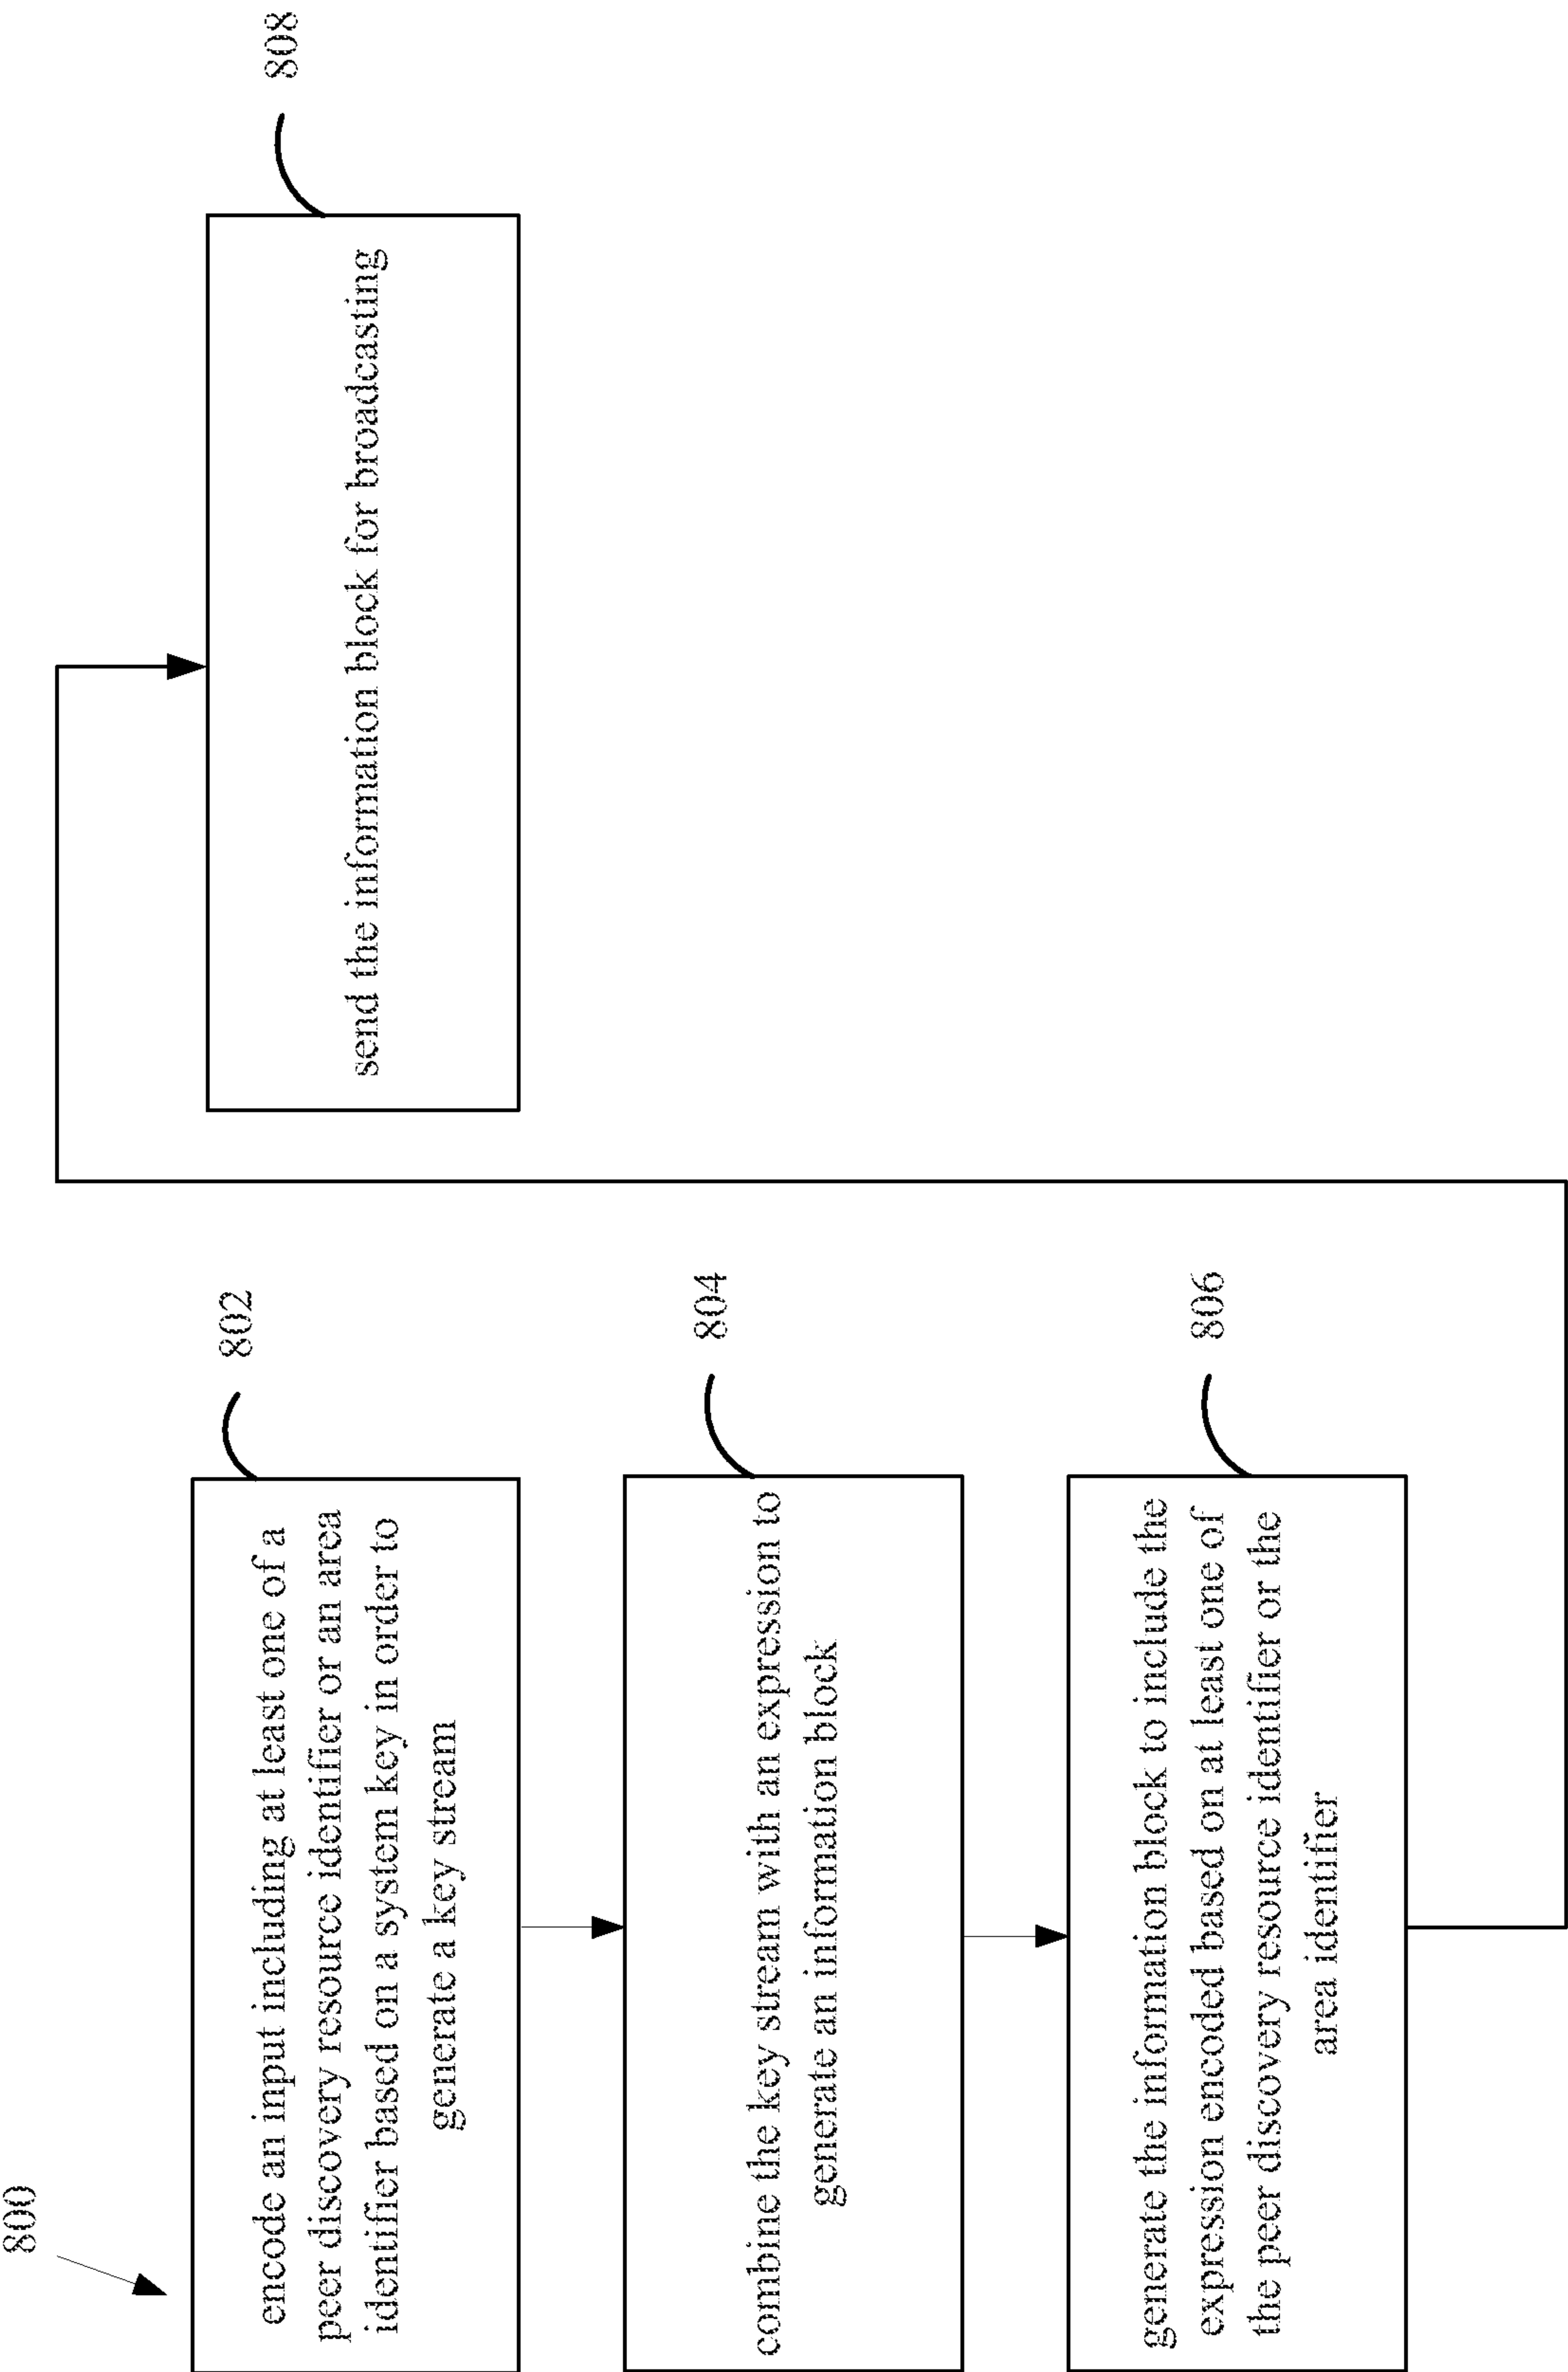 800
encode an input including at least one of a
peer discovery resource identifier or an area
identifier based on a system key in order to
generate a key stream
802
combine the key stream with an expression to
generate an information block
804
generate the information block to include the
expression encoded based on at least one of
the peer discovery resource identifier or the
area identifier
806
send the information block for broadcasting
808